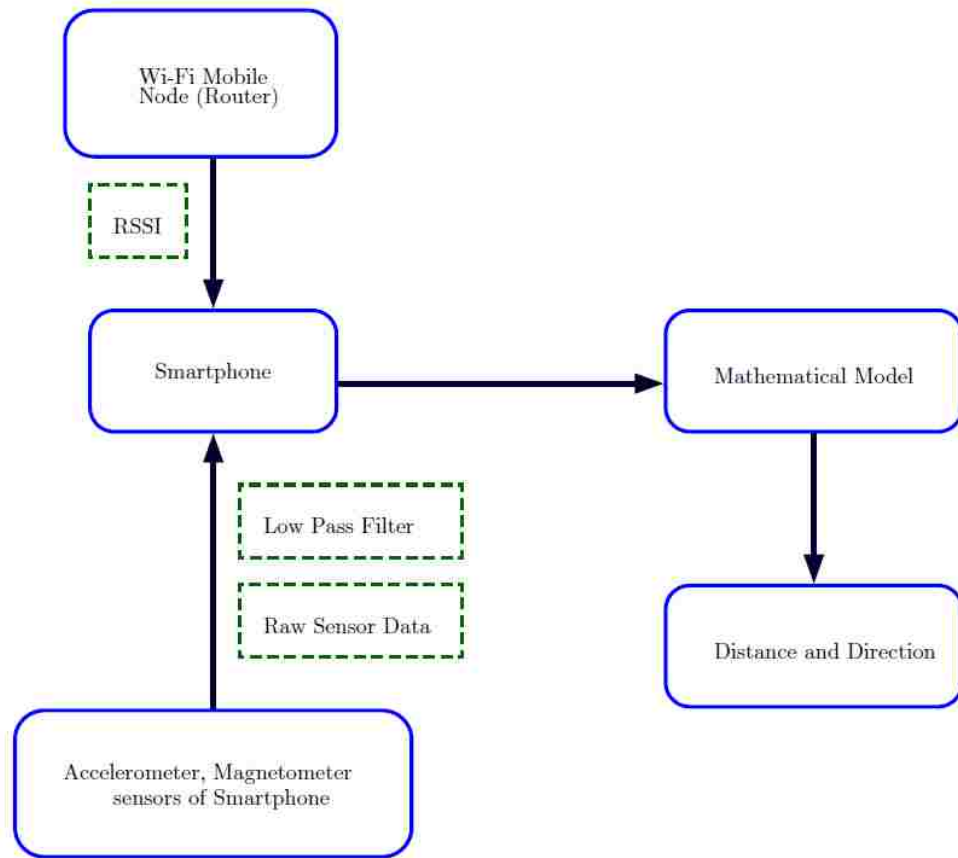 Wi-Fi Mobile
Node (Router)
RSSI
Smartphone
Mathematical Model
Low Pass Filter
Raw Sensor Data
Distance and Direction
Accelerometer, Magnetometer
sensors of Smartphone